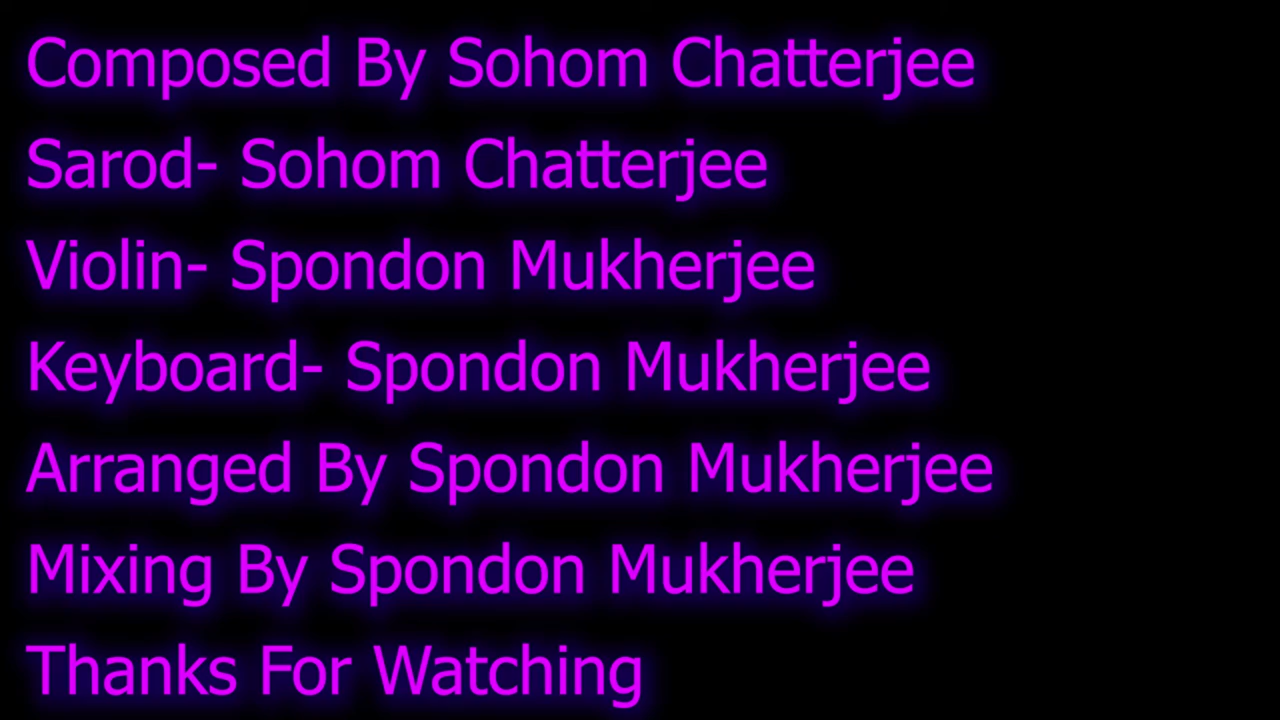 Composed By Sohom Chatterjee
Sarod- Sohom Chatterjee
Violin- Spondon Mukherjee
Keyboard- Spondon Mukherjee
Arranged By Spondon Mukherjee
Mixing By Spondon Mukherjee
Thanks For Watching